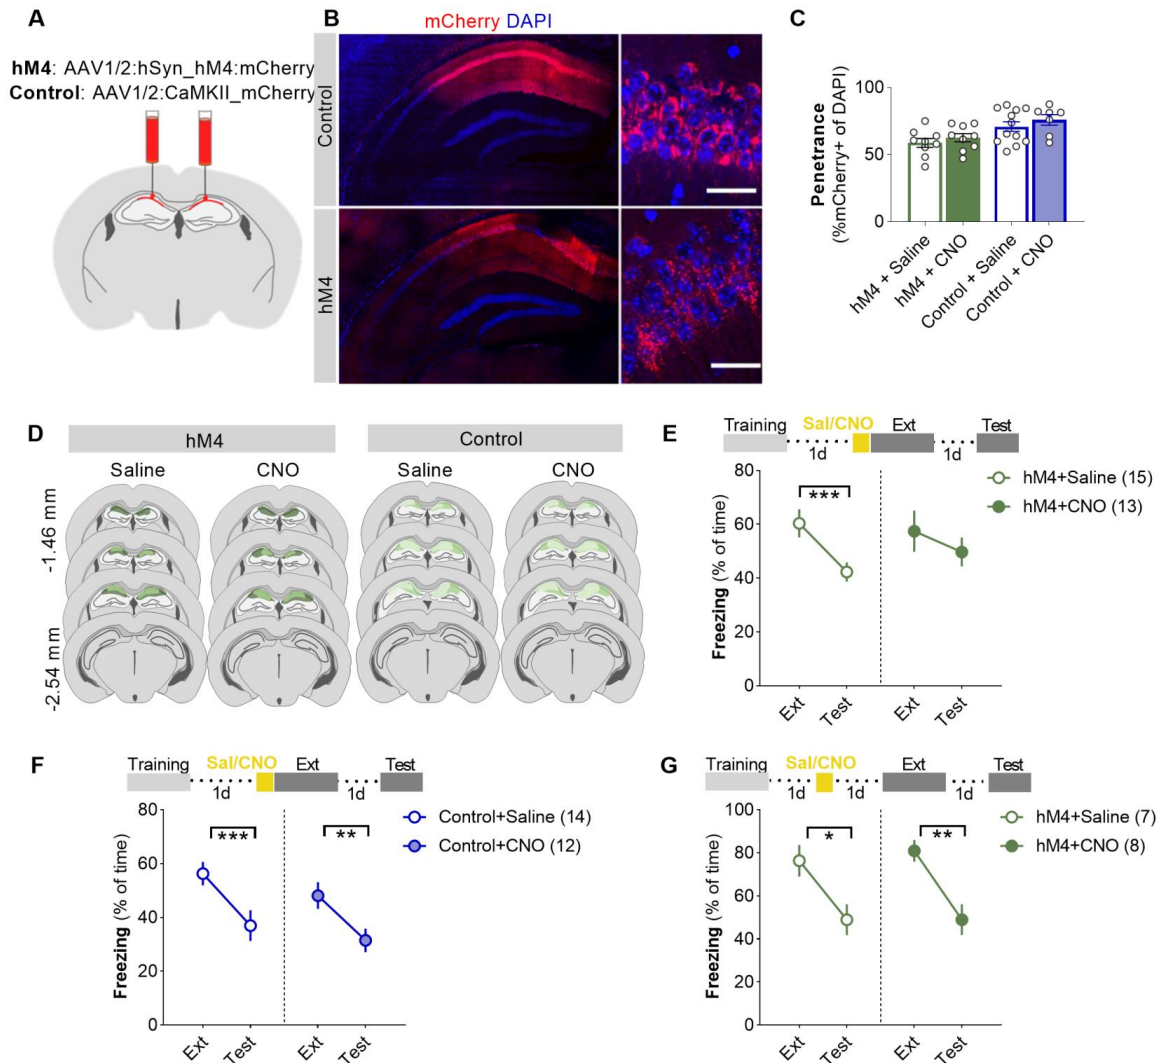 A
hM4: AAV1/2:hSyn_hM4:mCherry
Control: AAV1/2:CaMKII_mCherry
B
mCherry DAPI
Control
hM4
C
Penetrance
(%mCherry+ of DAPI)
100
50
0
hM4 + Saline
hM4 + CNO
Control + Saline
Control + CNO
D
hM4
Control
Saline
CNO
Saline
CNO
-1.46 mm
-2.54 mm
E
Training
Sal/CNO
Ext
Test
1d
1d
Freezing (% of time)
80
60
40
20
0
***
Ext
Test
Ext
Test
hM4+Saline (15)
hM4+CNO (13)
F
Training
Sal/CNO
Ext
Test
1d
1d
Freezing (% of time)
80
60
40
20
0
***
**
Ext
Test
Ext
Test
Control+Saline (14)
Control+CNO (12)
G
Training
Sal/CNO
Ext
Test
1d
1d
1d
Freezing (% of time)
100
80
60
40
20
0
*
**
Ext
Test
Ext
Test
hM4+Saline (7)
hM4+CNO (8)